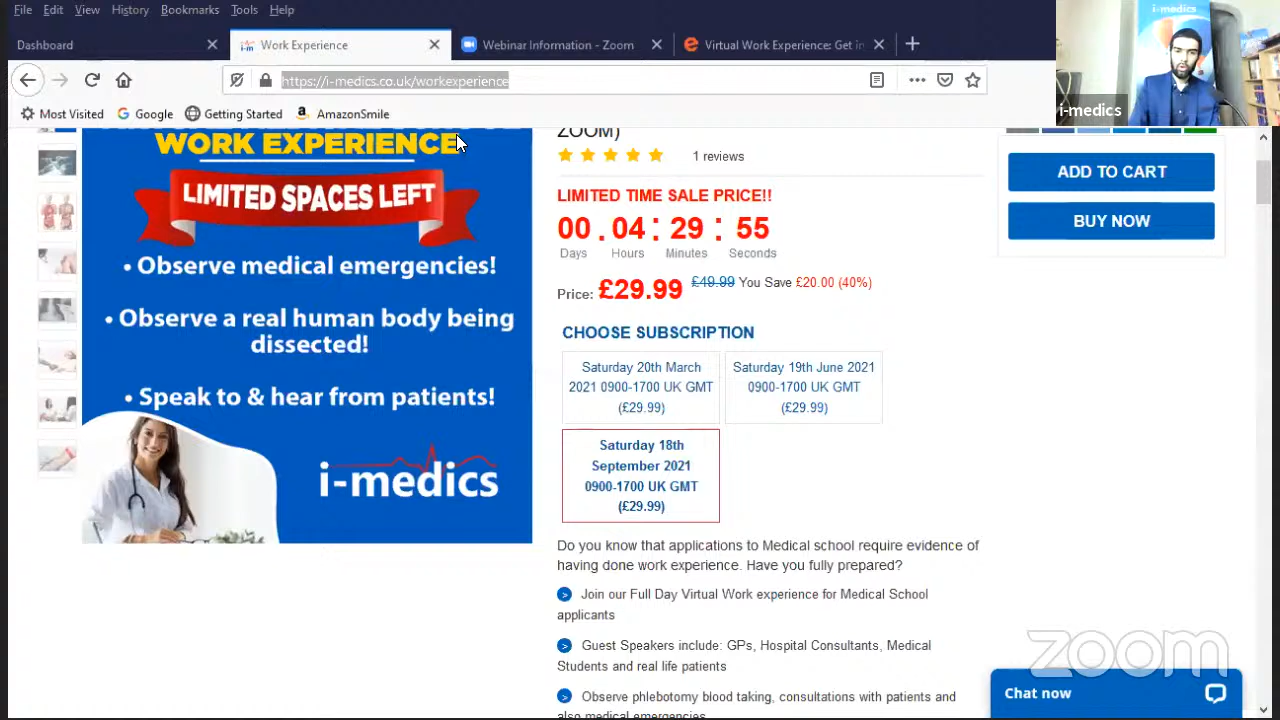 File Edit View History Bookmarks Tools Help
Dashboard
Work Experience
Webinar Information - Zoom
Virtual Work Experience: Get in
https://i-medics.co.uk/workexperience
Most Visited
Google
Getting Started
AmazonSmile
i-medics
i-medics
WORK EXPERIENCE
LIMITED SPACES LEFT
• Observe medical emergencies!
• Observe a real human body being
dissected!
• Speak to & hear from patients!
i-medics
ZOOM)
1 reviews
LIMITED TIME SALE PRICE!!
00 . 04 : 29 : 55
Days Hours Minutes Seconds
Price: £29.99 £49.99 You Save £20.00 (40%)
CHOOSE SUBSCRIPTION
Saturday 20th March
2021 0900-1700 UK GMT
(£29.99)
Saturday 19th June 2021
0900-1700 UK GMT
(£29.99)
Saturday 18th
September 2021
0900-1700 UK GMT
(£29.99)
Do you know that applications to Medical school require evidence of
having done work experience. Have you fully prepared?
Join our Full Day Virtual Work experience for Medical School
applicants
Guest Speakers include: GPs, Hospital Consultants, Medical
Students and real life patients
Observe phlebotomy blood taking, consultations with patients and
also medical emergencies
ADD TO CART
BUY NOW
zoom
Chat now